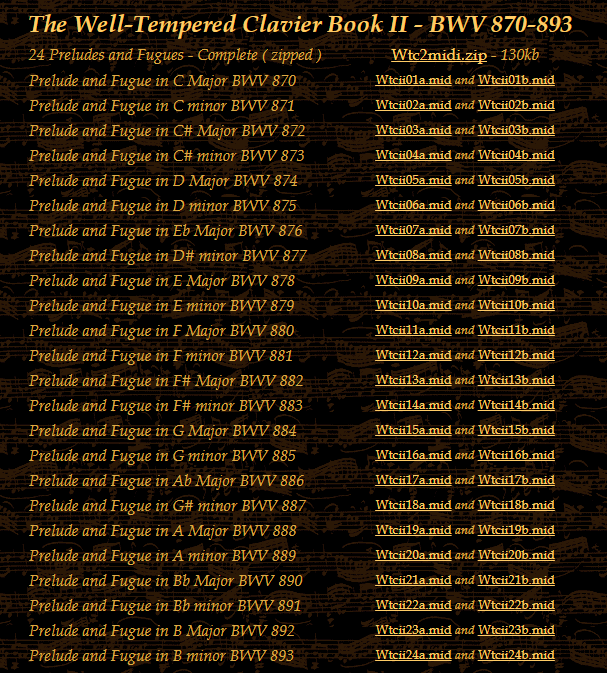 The Well-Tempered Clavier Book II - BWV 870-893
24 Preludes and Fugues - Complete ( zipped ) Wtc2midi.zip - 130kb
Prelude and Fugue in C Major BWV 870 Wtcii01a.mid and Wtcii01b.mid
Prelude and Fugue in C minor BWV 871 Wtcii02a.mid and Wtcii02b.mid
Prelude and Fugue in C# Major BWV 872 Wtcii03a.mid and Wtcii03b.mid
Prelude and Fugue in C# minor BWV 873 Wtcii04a.mid and Wtcii04b.mid
Prelude and Fugue in D Major BWV 874 Wtcii05a.mid and Wtcii05b.mid
Prelude and Fugue in D minor BWV 875 Wtcii06a.mid and Wtcii06b.mid
Prelude and Fugue in Eb Major BWV 876 Wtcii07a.mid and Wtcii07b.mid
Prelude and Fugue in D# minor BWV 877 Wtcii08a.mid and Wtcii08b.mid
Prelude and Fugue in E Major BWV 878 Wtcii09a.mid and Wtcii09b.mid
Prelude and Fugue in E minor BWV 879 Wtcii10a.mid and Wtcii10b.mid
Prelude and Fugue in F Major BWV 880 Wtcii11a.mid and Wtcii11b.mid
Prelude and Fugue in F minor BWV 881 Wtcii12a.mid and Wtcii12b.mid
Prelude and Fugue in F# Major BWV 882 Wtcii13a.mid and Wtcii13b.mid
Prelude and Fugue in F# minor BWV 883 Wtcii14a.mid and Wtcii14b.mid
Prelude and Fugue in G Major BWV 884 Wtcii15a.mid and Wtcii15b.mid
Prelude and Fugue in G minor BWV 885 Wtcii16a.mid and Wtcii16b.mid
Prelude and Fugue in Ab Major BWV 886 Wtcii17a.mid and Wtcii17b.mid
Prelude and Fugue in G# minor BWV 887 Wtcii18a.mid and Wtcii18b.mid
Prelude and Fugue in A Major BWV 888 Wtcii19a.mid and Wtcii19b.mid
Prelude and Fugue in A minor BWV 889 Wtcii20a.mid and Wtcii20b.mid
Prelude and Fugue in Bb Major BWV 890 Wtcii21a.mid and Wtcii21b.mid
Prelude and Fugue in Bb minor BWV 891 Wtcii22a.mid and Wtcii22b.mid
Prelude and Fugue in B Major BWV 892 Wtcii23a.mid and Wtcii23b.mid
Prelude and Fugue in B minor BWV 893 Wtcii24a.mid and Wtcii24b.mid